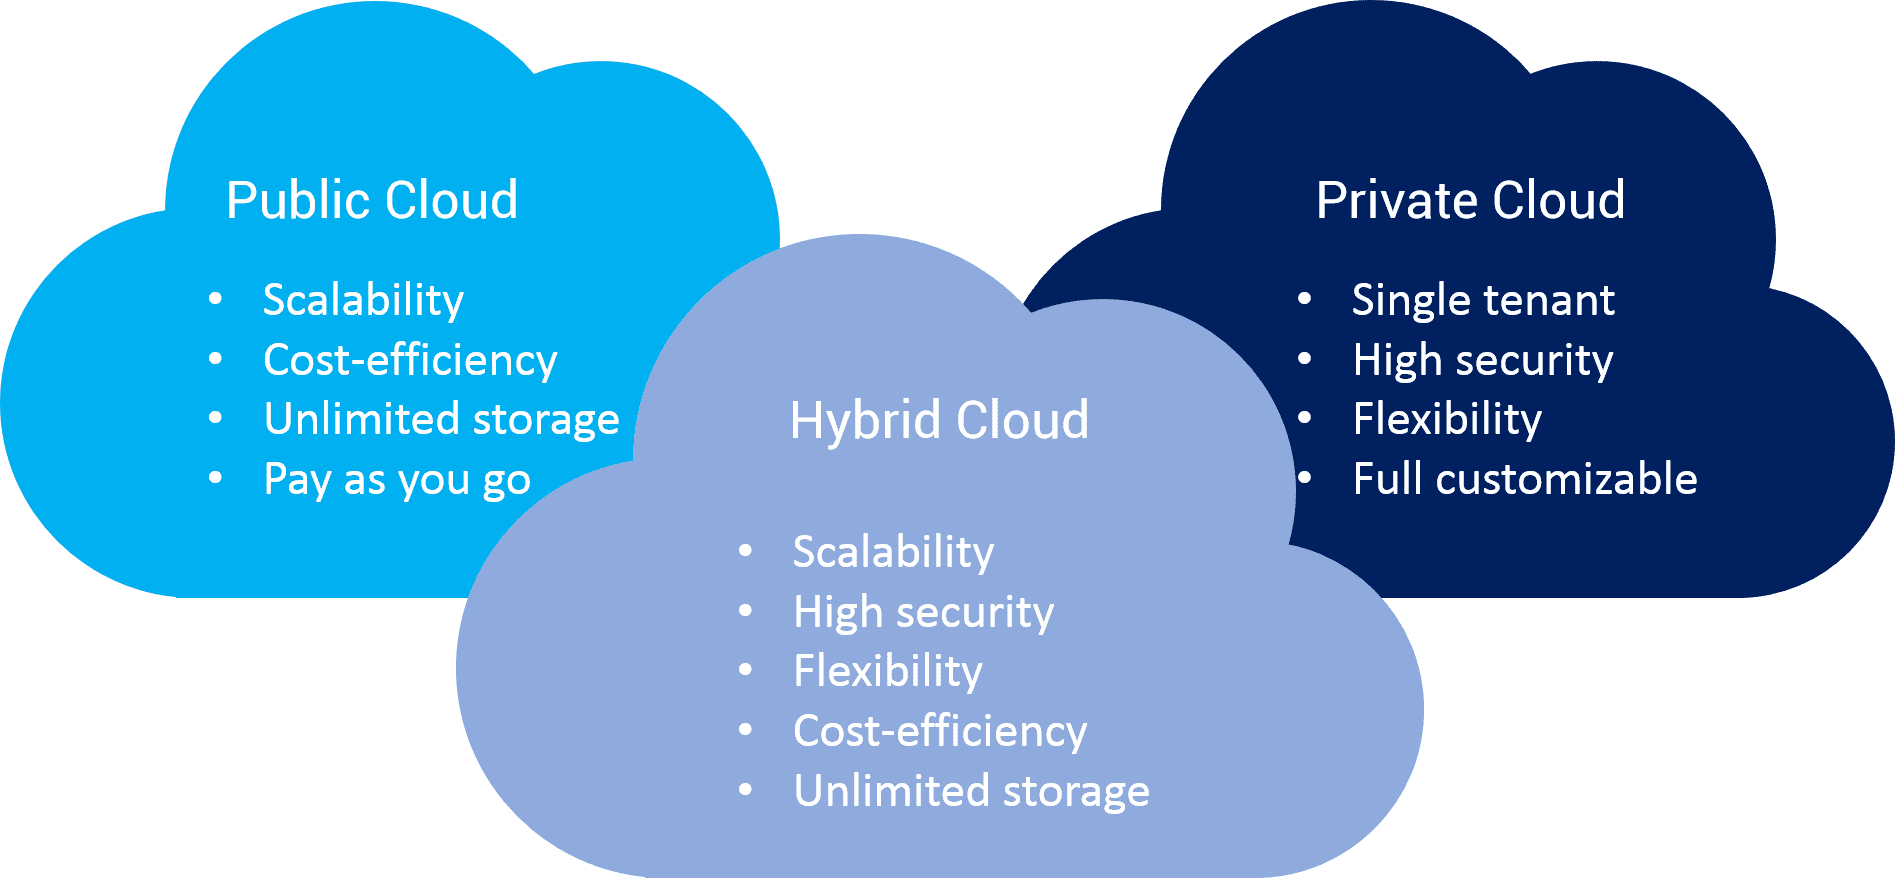 Public Cloud
• Scalability
• Cost-efficiency
• Unlimited storage
• Pay as you go
Hybrid Cloud
• Scalability
• High security
• Flexibility
• Cost-efficiency
• Unlimited storage
Private Cloud
• Single tenant
• High security
• Flexibility
• Full customizable